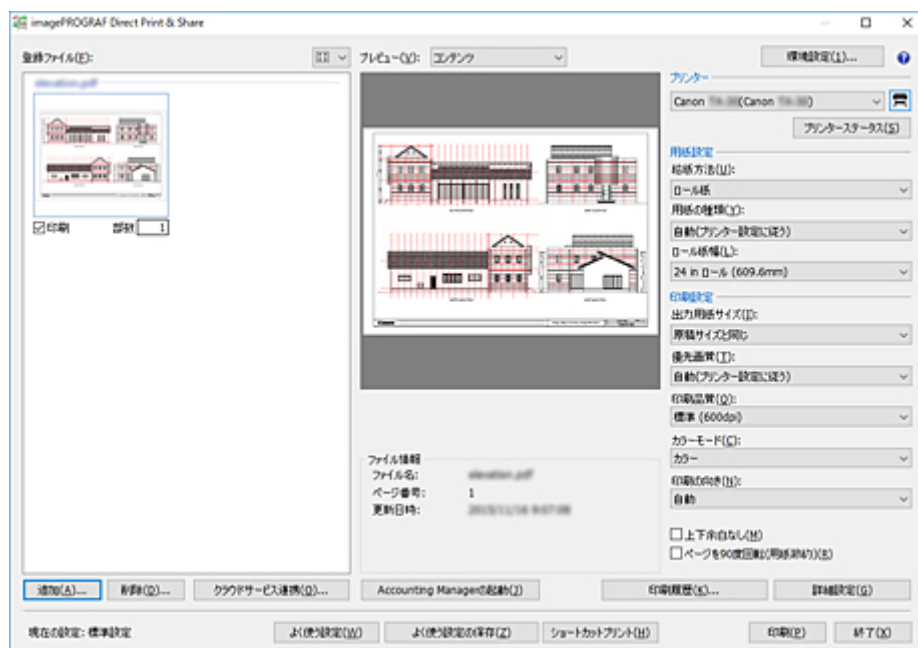 imagePROGRAF Direct Print & Share
登録ファイル(E):
プレビュー(V):
コンテンツ
環境設定(1)...
プリンター
Canon (Canon )
プリンターステータス(S)
印刷
部数
1
用紙設定
給紙方法(U):
ロール紙
用紙の種類(Y):
自動(プリンター設定に従う)
ロール紙幅(L):
24 in ロール (609.6mm)
印刷設定
出力用紙サイズ(I):
原稿サイズと同じ
優先画質(T):
自動(プリンター設定に従う)
印刷品質(Q):
標準 (600dpi)
カラーモード(C):
カラー
印刷の向き(N):
自動
上下余白なし(M)
ページを90度回転(用紙節約)(R)
ファイル情報
ファイル名:
ページ番号:
1
更新日時:
追加(A)...
削除(D)...
クラウドサービス連携(O)...
Accounting Managerの起動(J)
印刷履歴(K)...
詳細設定(G)
現在の設定: 標準設定
よく使う設定(W)
よく使う設定の保存(Z)
ショートカットプリント(H)
印刷(P)
終了(X)